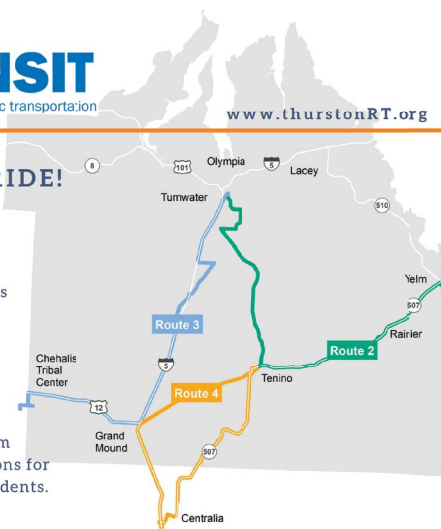 NSIT
c transportation
www.thurstonRT.org
RIDE!
8
101
Olympia
5
Lacey
Tumwater
510
s
Yelm
507
Rairier
Route 3
Route 2
5
Chehalis
Tribal
Center
Tenino
Route 4
12
Grand
Mound
507
m
ons for
dents.
Centralia